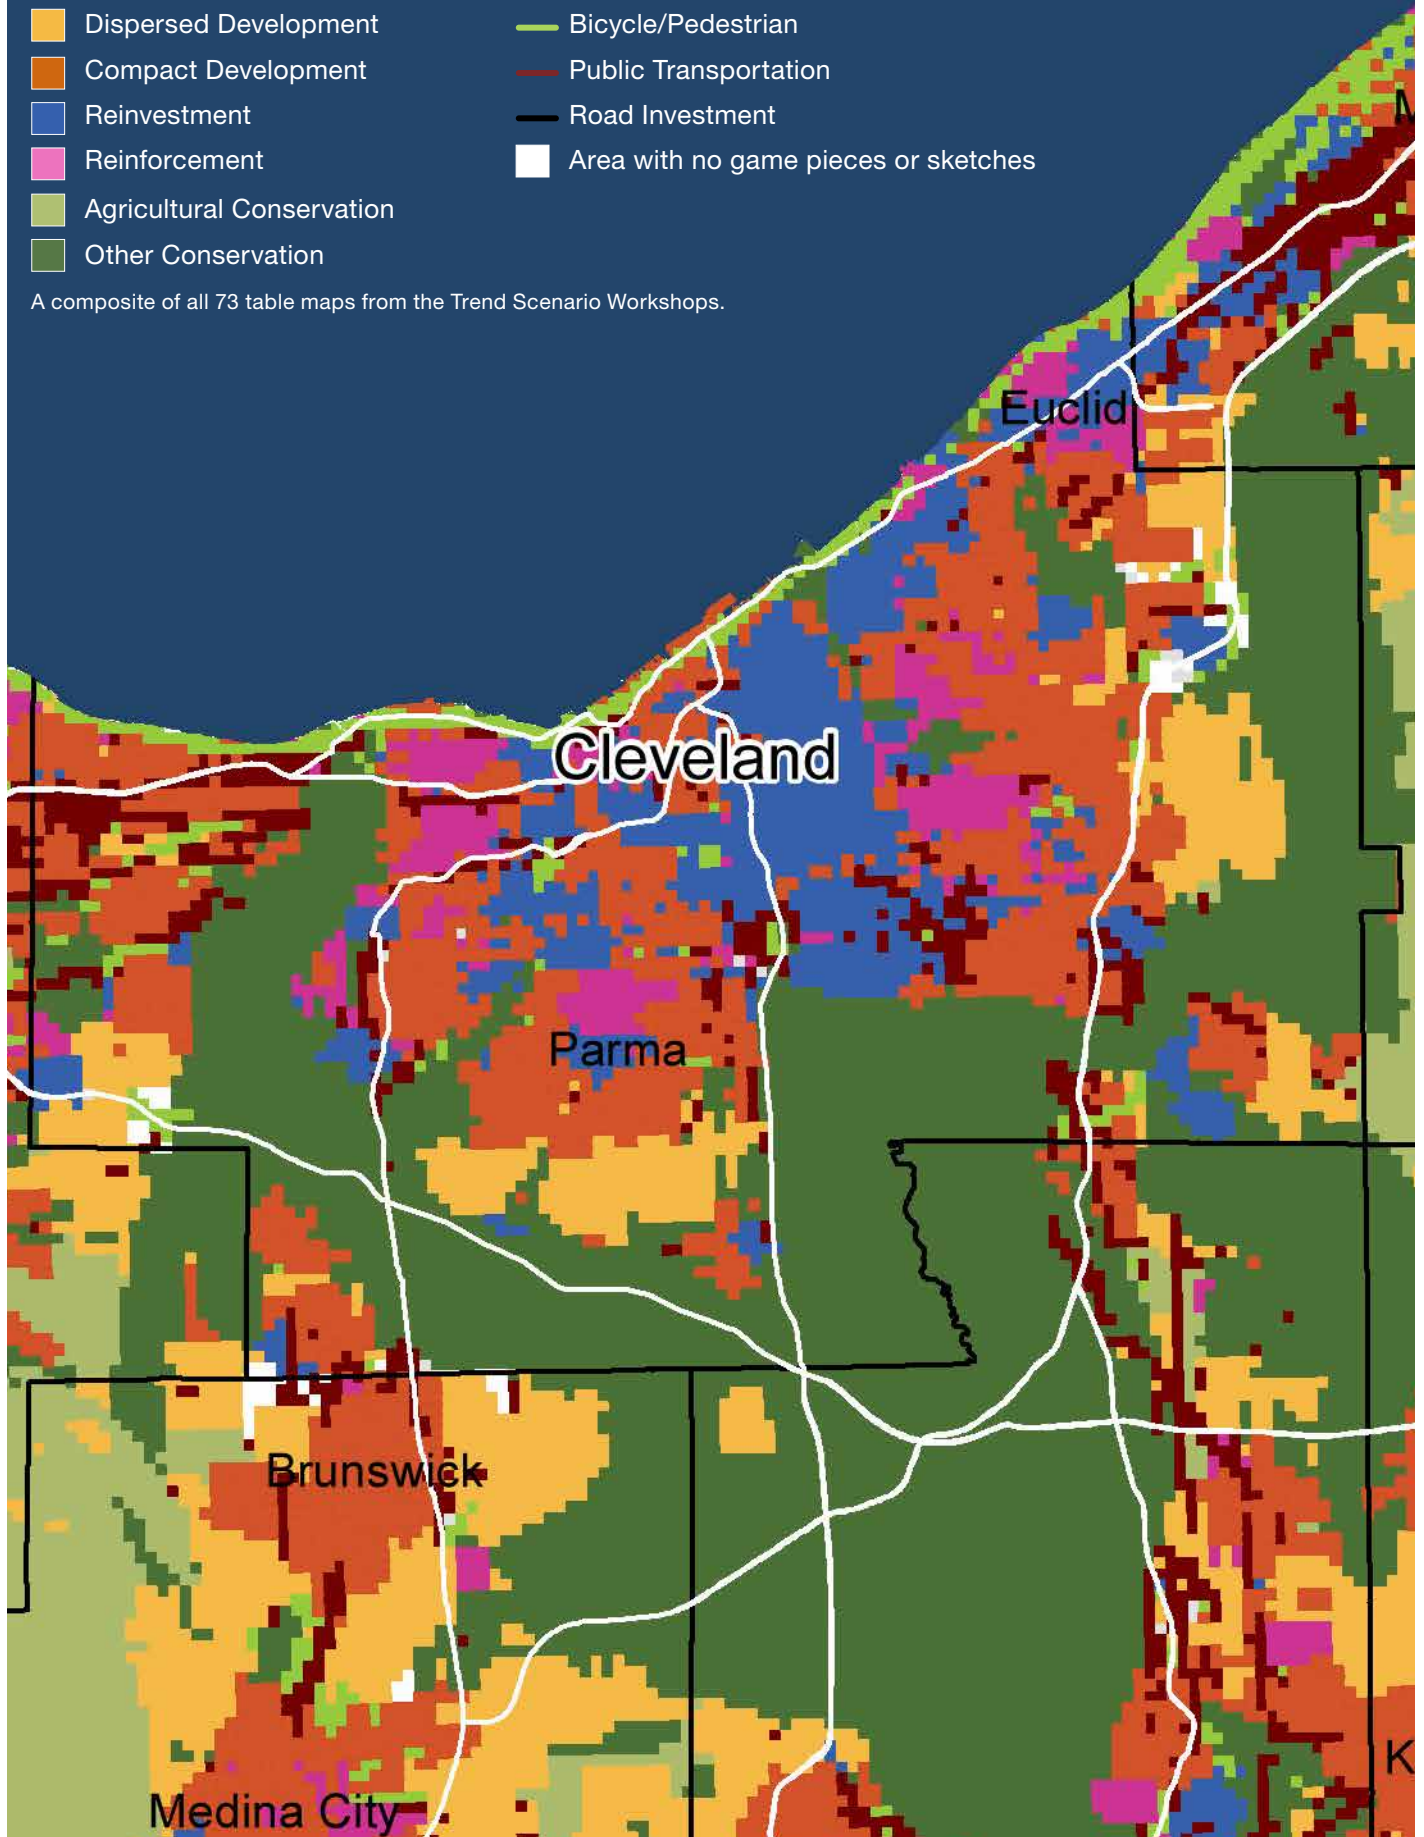 Dispersed Development
Compact Development
Reinvestment
Reinforcement
Agricultural Conservation
Other Conservation
Bicycle/Pedestrian
Public Transportation
Road Investment
Area with no game pieces or sketches
A composite of all 73 table maps from the Trend Scenario Workshops.
M
Euclid
Cleveland
Parma
Brunswick
K
Medina City